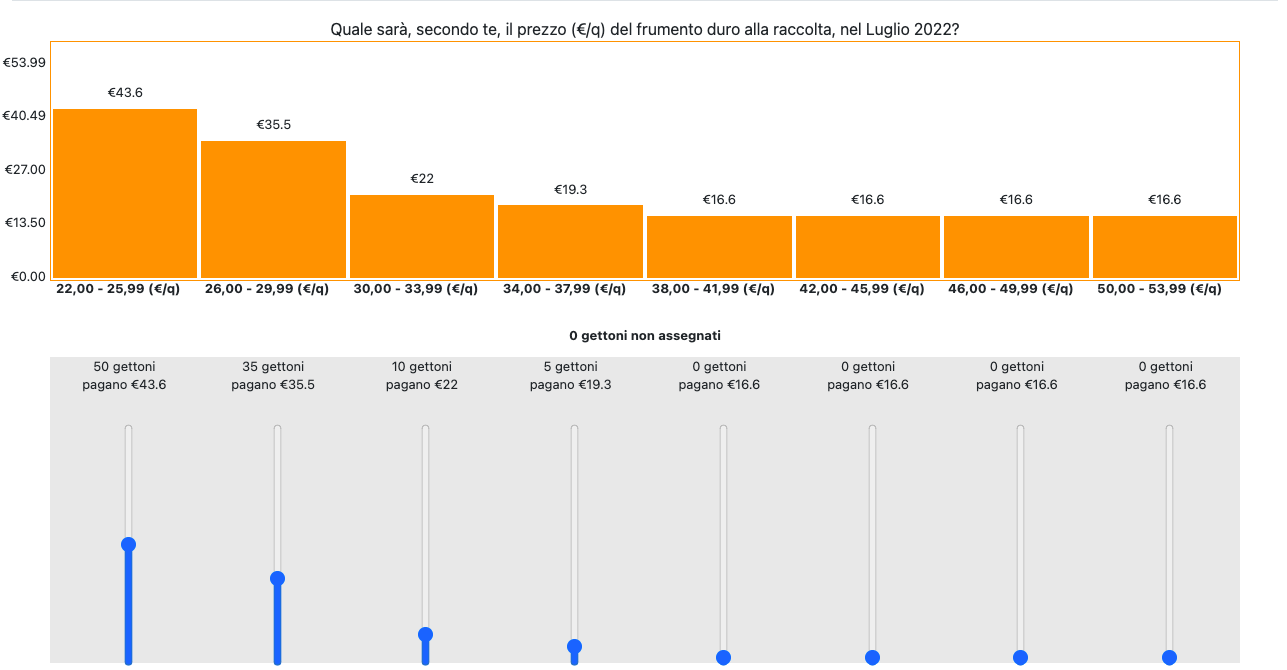 Quale sarà, secondo te, il prezzo (€/q) del frumento duro alla raccolta, nel Luglio 2022?
€53.99
€40.49
€27.00
€13.50
€0.00
€43.6
€35.5
€22
€19.3
€16.6
€16.6
€16.6
€16.6
22,00 - 25,99 (€/q)
26,00 - 29,99 (€/q)
30,00 - 33,99 (€/q)
34,00 - 37,99 (€/q)
38,00 - 41,99 (€/q)
42,00 - 45,99 (€/q)
46,00 - 49,99 (€/q)
50,00 - 53,99 (€/q)
0 gettoni non assegnati
50 gettoni
pagano €43.6
35 gettoni
pagano €35.5
10 gettoni
pagano €22
5 gettoni
pagano €19.3
0 gettoni
pagano €16.6
0 gettoni
pagano €16.6
0 gettoni
pagano €16.6
0 gettoni
pagano €16.6